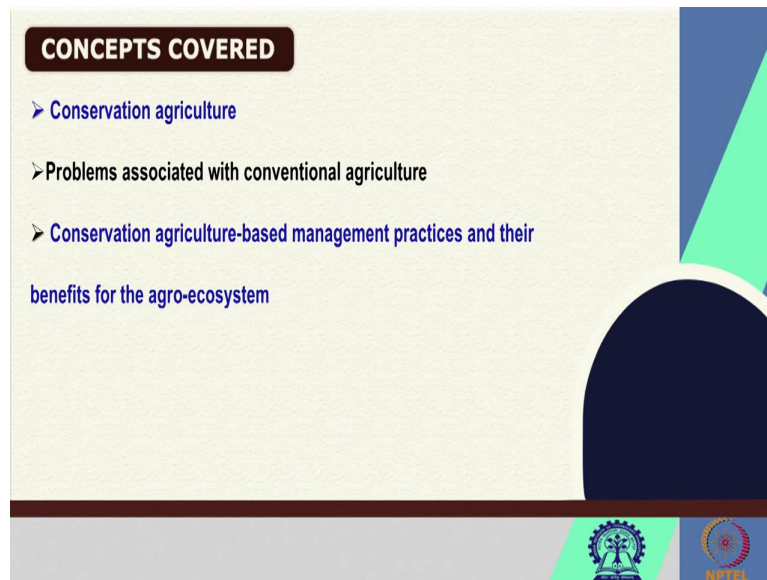 CONCEPTS COVERED
➢ Conservation agriculture
➢Problems associated with conventional agriculture
➢ Conservation agriculture-based management practices and their
benefits for the agro-ecosystem
NPTEL